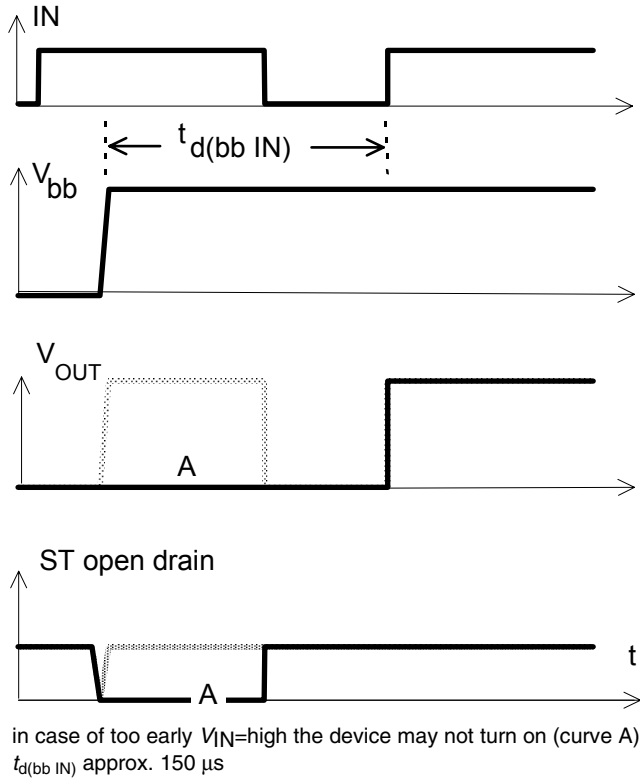 IN
t d(bb IN)
V bb
V OUT
A
ST open drain
t
A
in case of too early VIN=high the device may not turn on (curve A)
td(bb IN) approx. 150 µs